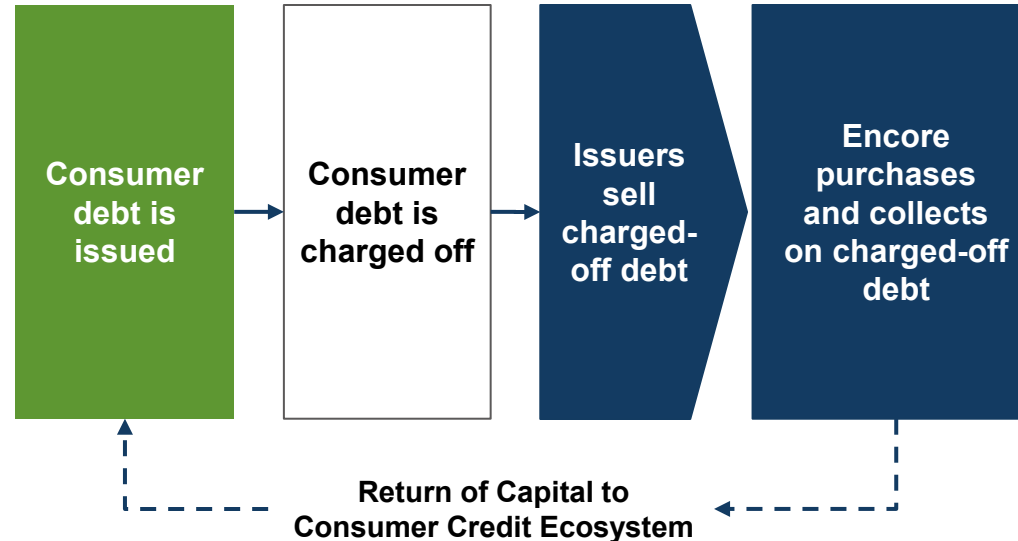 Consumer
debt is
issued
Consumer
debt is
charged off
Issuers
sell
charged-
off debt
Encore
purchases
and collects
on charged-off
debt
Return of Capital to
Consumer Credit Ecosystem